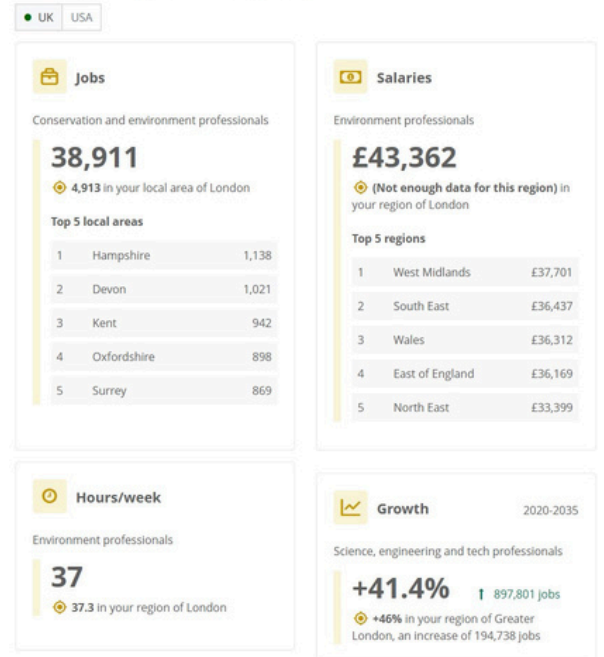 UK USA
Jobs
Conservation and environment professionals
38,911
4,913 in your local area of London
Top 5 local areas
1 Hampshire 1,138
2 Devon 1,021
3 Kent 942
4 Oxfordshire 898
5 Surrey 869
Salaries
Environment professionals
£43,362
(Not enough data for this region) in
your region of London
Top 5 regions
1 West Midlands £37,701
2 South East £36,437
3 Wales £36,312
4 East of England £36,169
5 North East £33,399
Hours/week
Environment professionals
37
37.3 in your region of London
Growth 2020-2035
Science, engineering and tech professionals
+41.4% ↑ 897,801 jobs
+46% in your region of Greater
London, an increase of 194,738 jobs